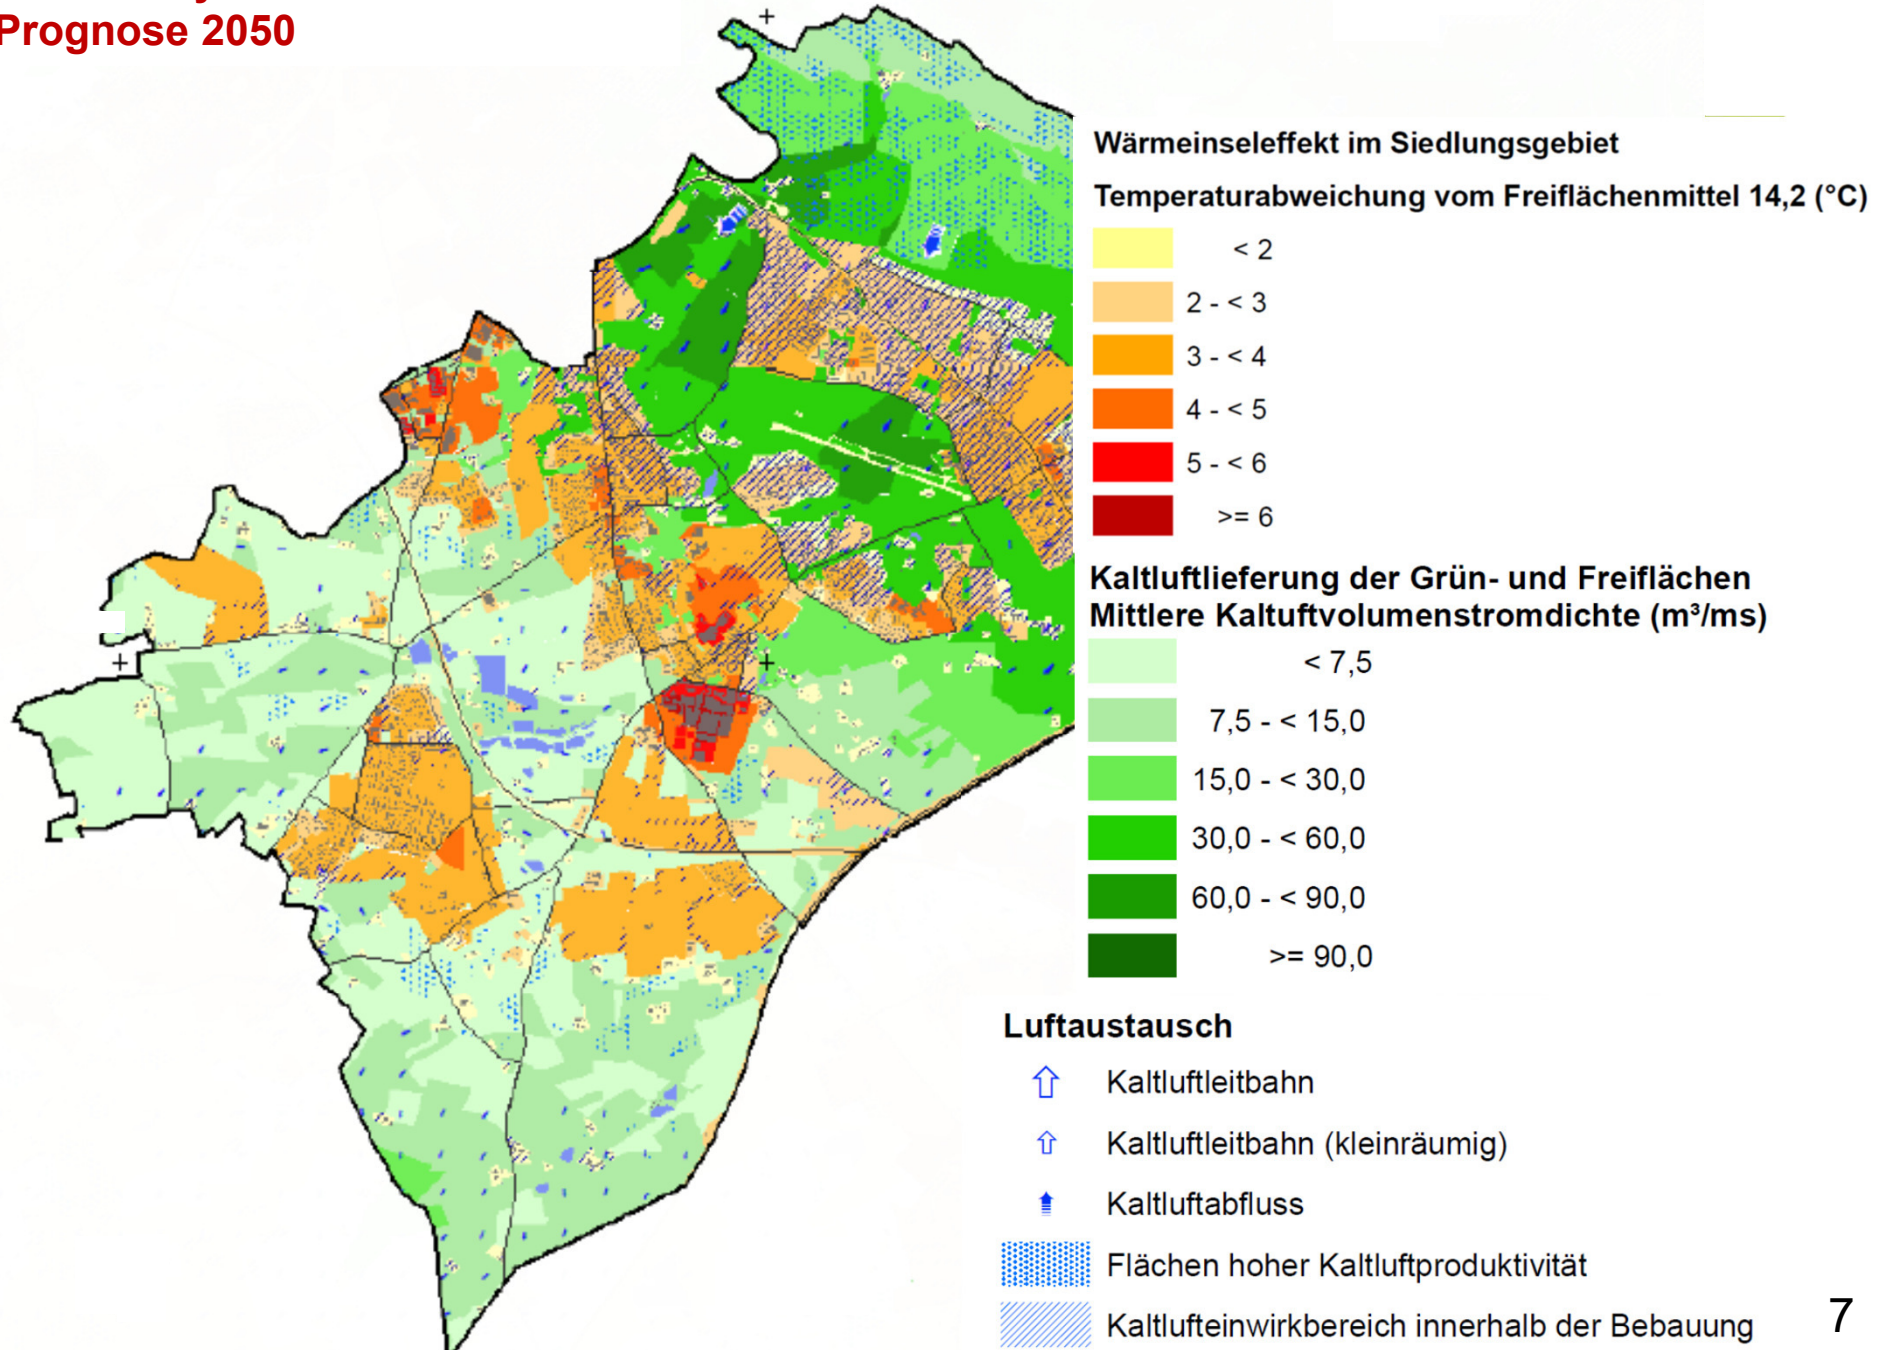 Prognose 2050
Wärmeinseleffekt im Siedlungsgebiet
Temperaturabweichung vom Freiflächenmittel 14,2 (°C)
< 2
2 - < 3
3 - < 4
4 - < 5
5 - < 6
>= 6
Kaltluftlieferung der Grün- und Freiflächen
Mittlere Kaltuftvolumenstromdichte (m³/ms)
< 7,5
7,5 - < 15,0
15,0 - < 30,0
30,0 - < 60,0
60,0 - < 90,0
>= 90,0
Luftaustausch
Kaltluftleitbahn
Kaltluftleitbahn (kleinräumig)
Kaltluftabfluss
Flächen hoher Kaltluftproduktivität
Kaltlufteinwirkbereich innerhalb der Bebauung
7